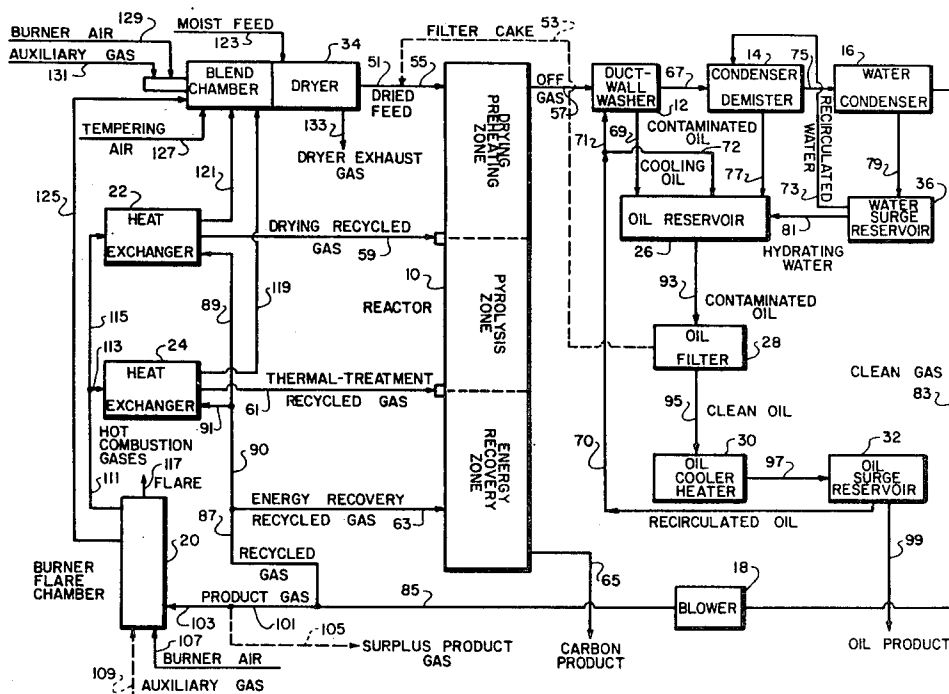 129
BURNER AIR
AUXILIARY GAS
131
MOIST FEED
123
34
BLEND CHAMBER
DRYER
FILTER CAKE
53
51
55
DRIED FEED
TEMPERING AIR
127
133
DRYER EXHAUST GAS
125
121
22
HEAT EXCHANGER
DRYING RECYCLED GAS
59
119
89
115
113
24
HEAT EXCHANGER
THERMAL-TREATMENT RECYCLED GAS
61
91
HOT COMBUSTION GASES
117
FLARE
111
90
ENERGY RECOVERY RECYCLED GAS
63
87
20
RECYCLED GAS
BURNER FLARE CHAMBER
PRODUCT GAS
103
101
85
105
SURPLUS PRODUCT GAS
107
BURNER AIR
109
AUXILIARY GAS
10
REACTOR
DRYING PREHEATING ZONE
PYROLYSIS ZONE
ENERGY RECOVERY ZONE
65
CARBON PRODUCT
OFF GAS
57
DUCT-WALL WASHER
12
67
14
CONDENSER DEMISTER
75
16
WATER CONDENSER
RECIRCULATED WATER
71
69
CONTAMINATED OIL
72
COOLING OIL
77
73
79
36
WATER SURGE RESERVOIR
OIL RESERVOIR
26
81
HYDRATING WATER
93
CONTAMINATED OIL
OIL FILTER
28
CLEAN GAS
83
95
CLEAN OIL
70
30
OIL COOLER HEATER
97
32
OIL SURGE RESERVOIR
RECIRCULATED OIL
99
18
BLOWER
OIL PRODUCT